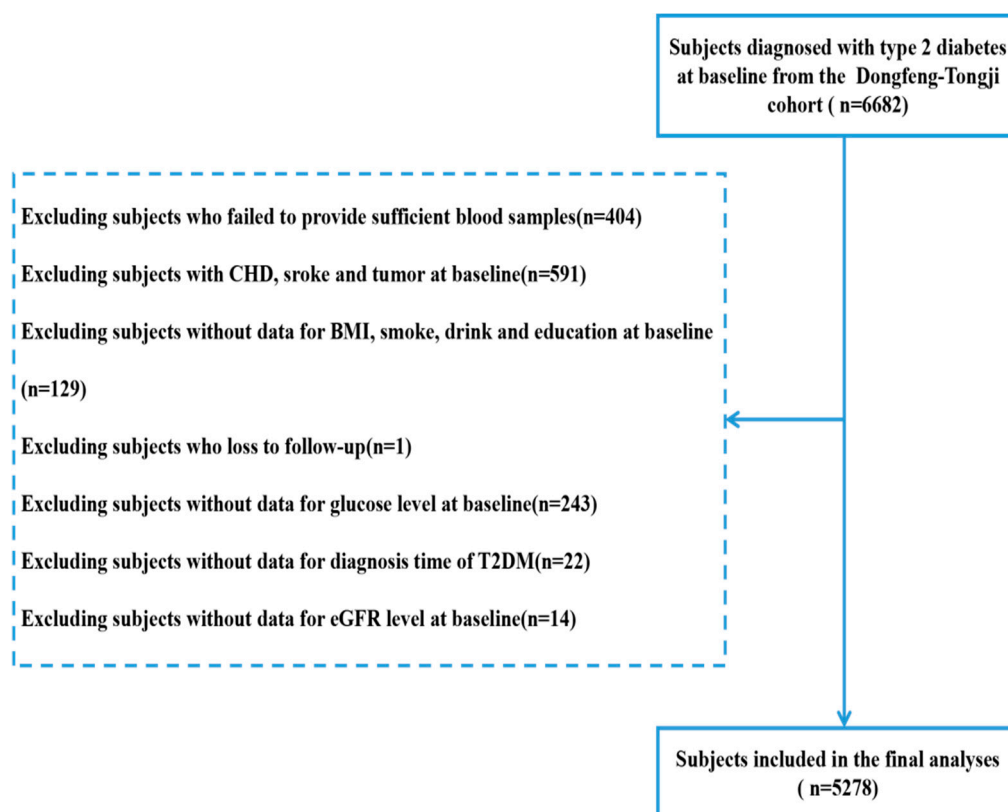 Subjects diagnosed with type 2 diabetes
at baseline from the Dongfeng-Tongji
cohort ( n=6682)
Excluding subjects who failed to provide sufficient blood samples(n=404)
Excluding subjects with CHD, sroke and tumor at baseline(n=591)
Excluding subjects without data for BMI, smoke, drink and education at baseline
(n=129)
Excluding subjects who loss to follow-up(n=1)
Excluding subjects without data for glucose level at baseline(n=243)
Excluding subjects without data for diagnosis time of T2DM(n=22)
Excluding subjects without data for eGFR level at baseline(n=14)
Subjects included in the final analyses
( n=5278)